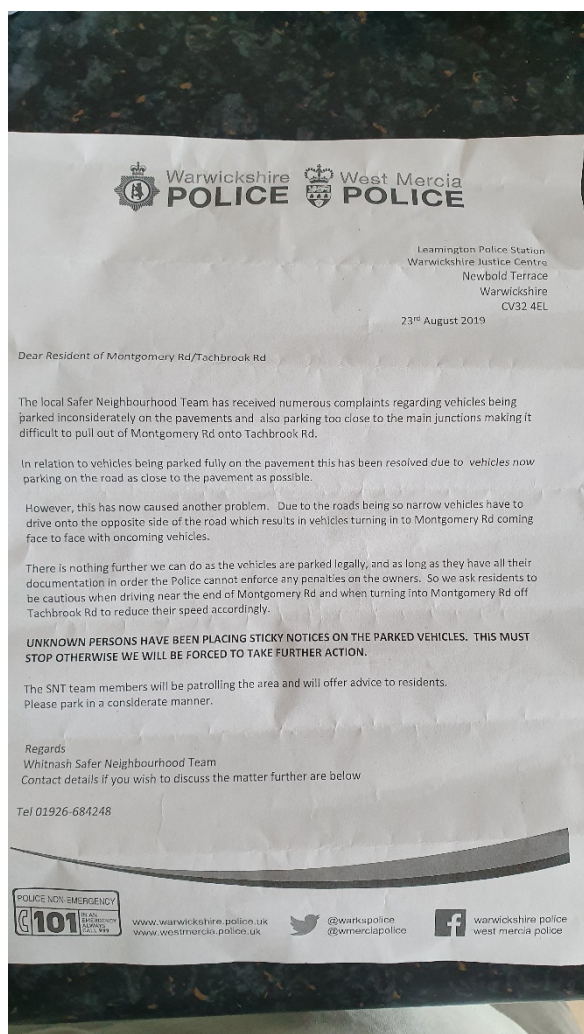 Warwickshire
POLICE
West Mercia
POLICE
Leamington Police Station
Warwickshire Justice Centre
Newbold Terrace
Warwickshire
CV32 4EL
23rd August 2019
Dear Resident of Montgomery Rd/Tachbrook Rd
The local Safer Neighbourhood Team has received numerous complaints regarding vehicles being
parked inconsiderately on the pavements and also parking too close to the main junctions making it
difficult to pull out of Montgomery Rd onto Tachbrook Rd.
In relation to vehicles being parked fully on the pavement this has been resolved due to vehicles now
parking on the road as close to the pavement as possible.
However, this has now caused another problem. Due to the roads being so narrow vehicles have to
drive onto the opposite side of the road which results in vehicles turning in to Montgomery Rd coming
face to face with oncoming vehicles.
There is nothing further we can do as the vehicles are parked legally, and as long as they have all their
documentation in order the Police cannot enforce any penalties on the owners. So we ask residents to
be cautious when driving near the end of Montgomery Rd and when turning into Montgomery Rd off
Tachbrook Rd to reduce their speed accordingly.
UNKNOWN PERSONS HAVE BEEN PLACING STICKY NOTICES ON THE PARKED VEHICLES. THIS MUST
STOP OTHERWISE WE WILL BE FORCED TO TAKE FURTHER ACTION.
The SNT team members will be patrolling the area and will offer advice to residents.
Please park in a considerate manner.
Regards
Whitnash Safer Neighbourhood Team
Contact details if you wish to discuss the matter further are below
Tel 01926-684248
POLICE NON-EMERGENCY
101
IN AN
EMERGENCY
ALWAYS
CALL 999
www.warwickshire.police.uk
www.westmercia.police.uk
@warkspolice
@wmerciapolice
warwickshire police
west mercia police